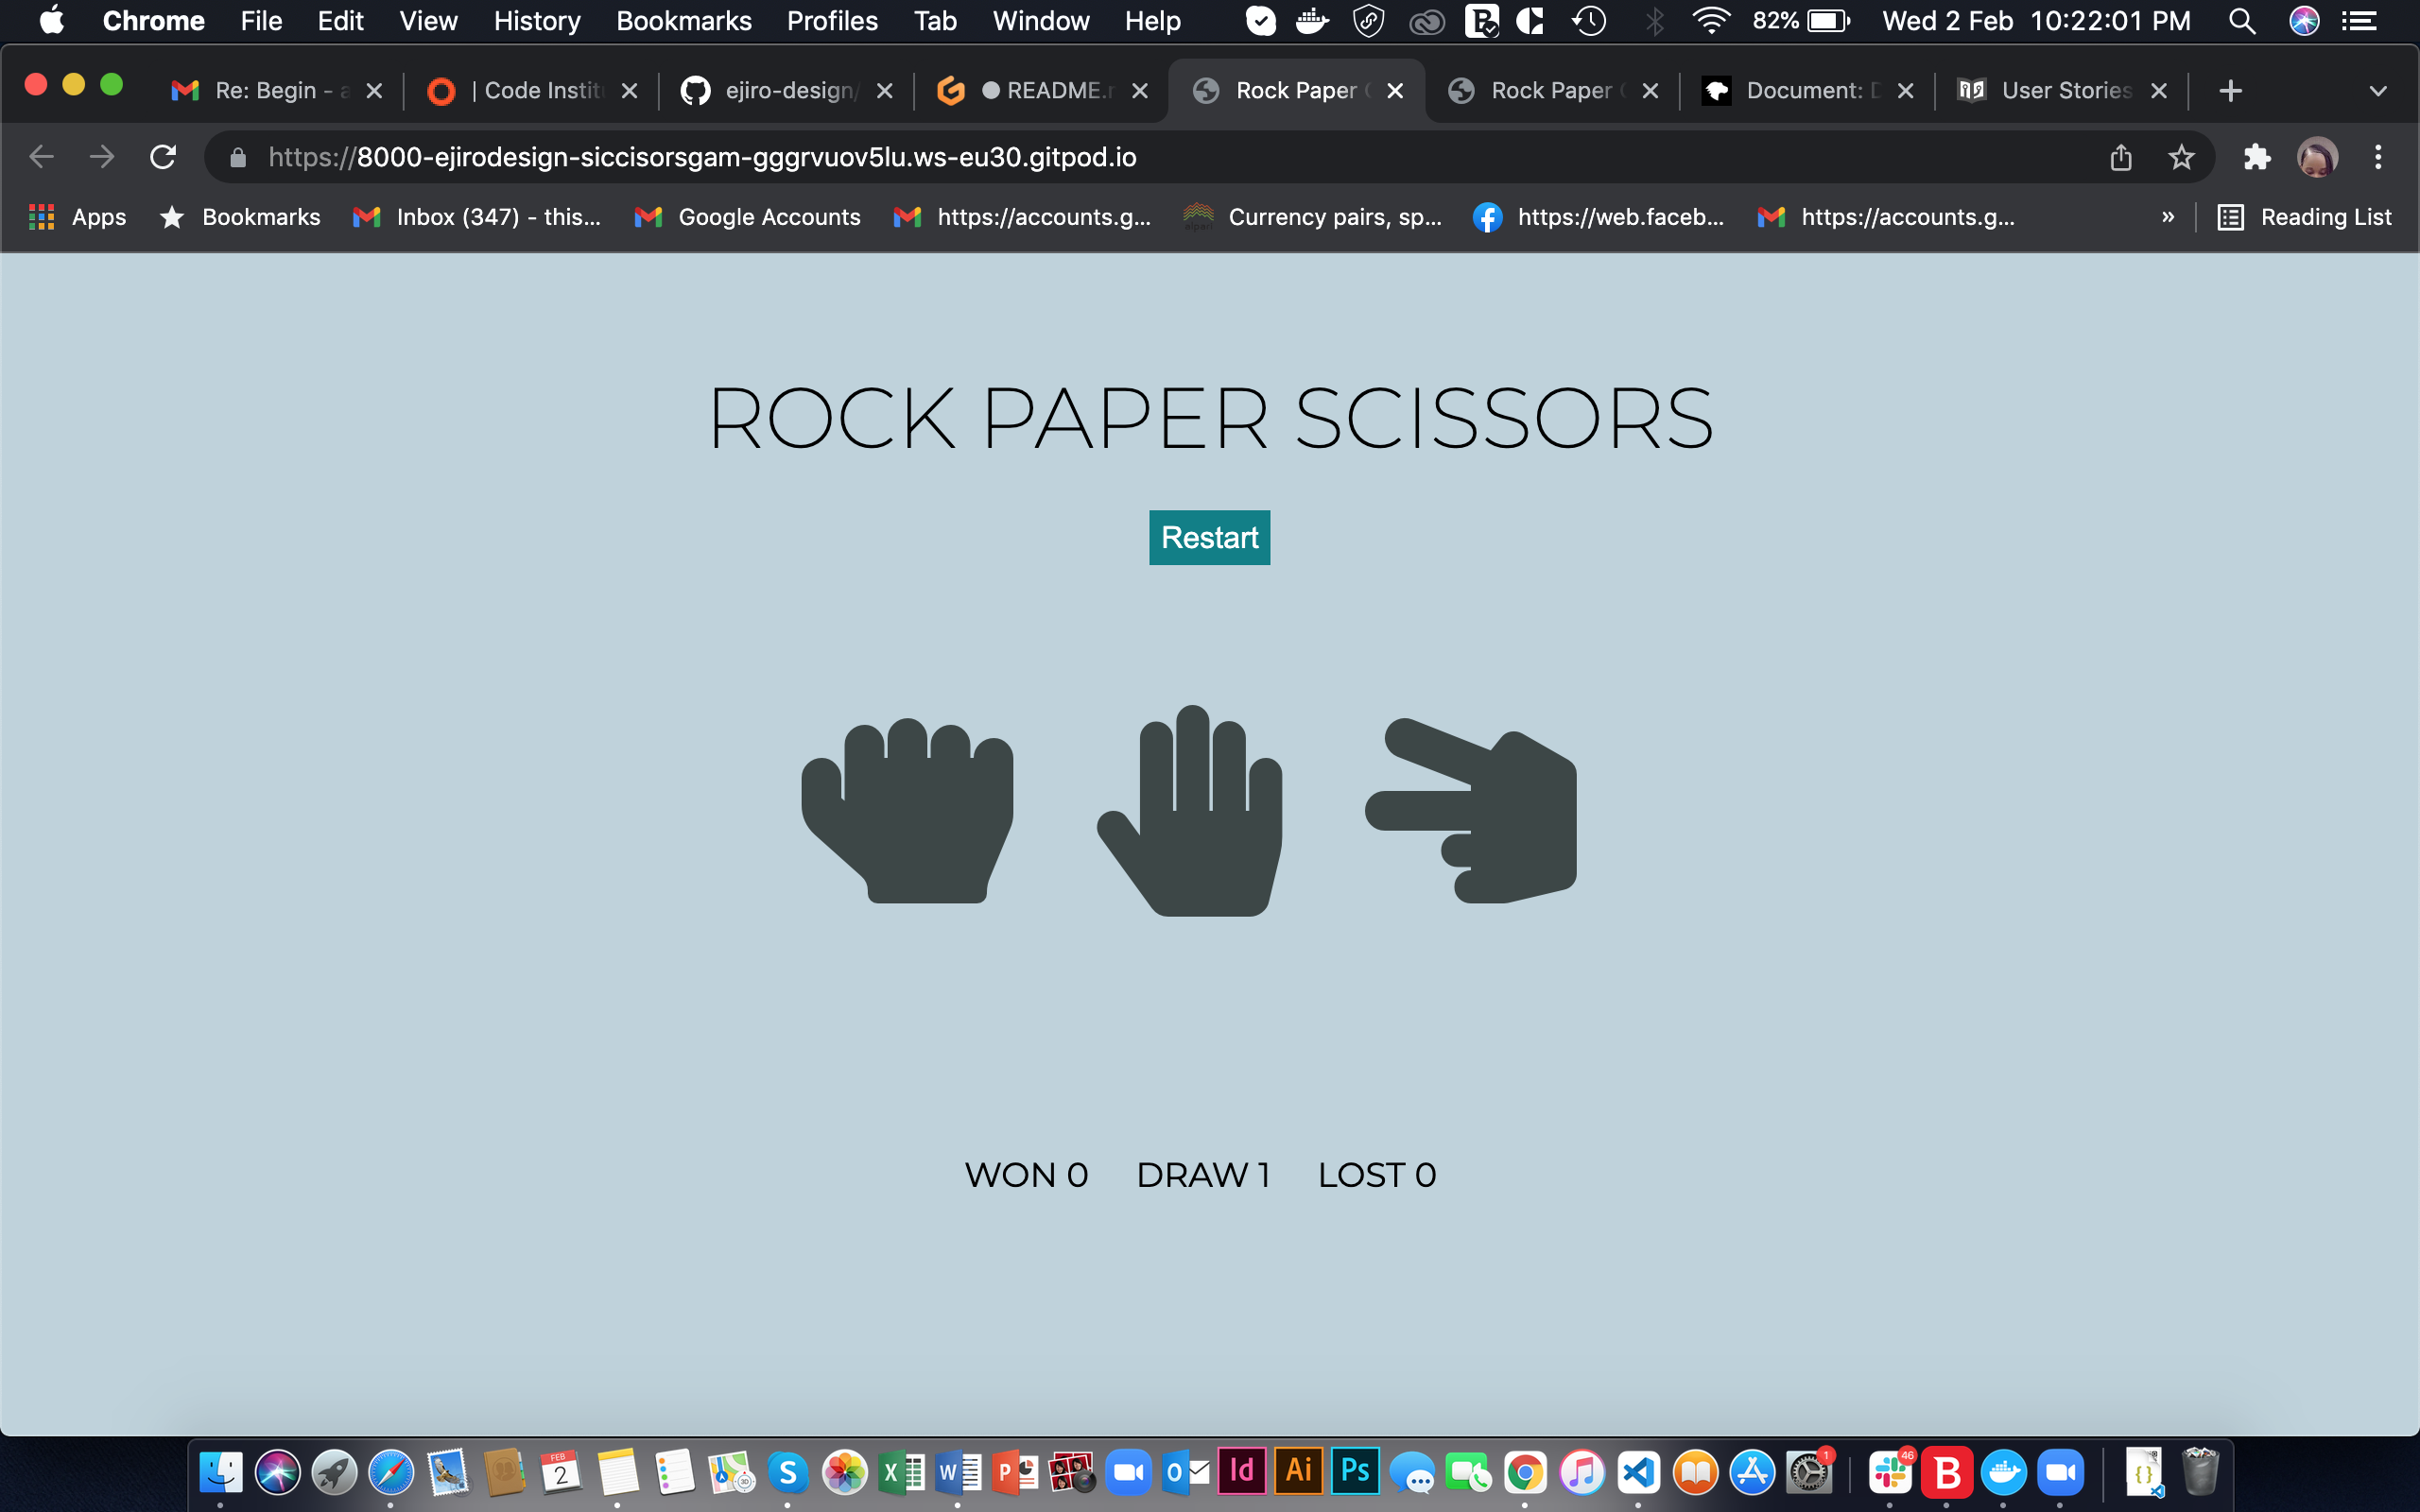 Chrome File Edit View History Bookmarks Profiles Tab Window Help 82% Wed 2 Feb 10:22:01 PM
Re: Begin - | Code Instit ejiro-design/ README. Rock Paper Rock Paper Document: User Stories
https://8000-ejirodesign-siccisorsgam-gggrvuov5lu.ws-eu30.gitpod.io
Apps Bookmarks Inbox (347) - this... Google Accounts https://accounts.g... Currency pairs, sp... https://web.faceb... https://accounts.g... » Reading List
ROCK PAPER SCISSORS
Restart
WON 0 DRAW 1 LOST 0
FEB 2 S X W P O Id Ai Ps 1 46 B { }